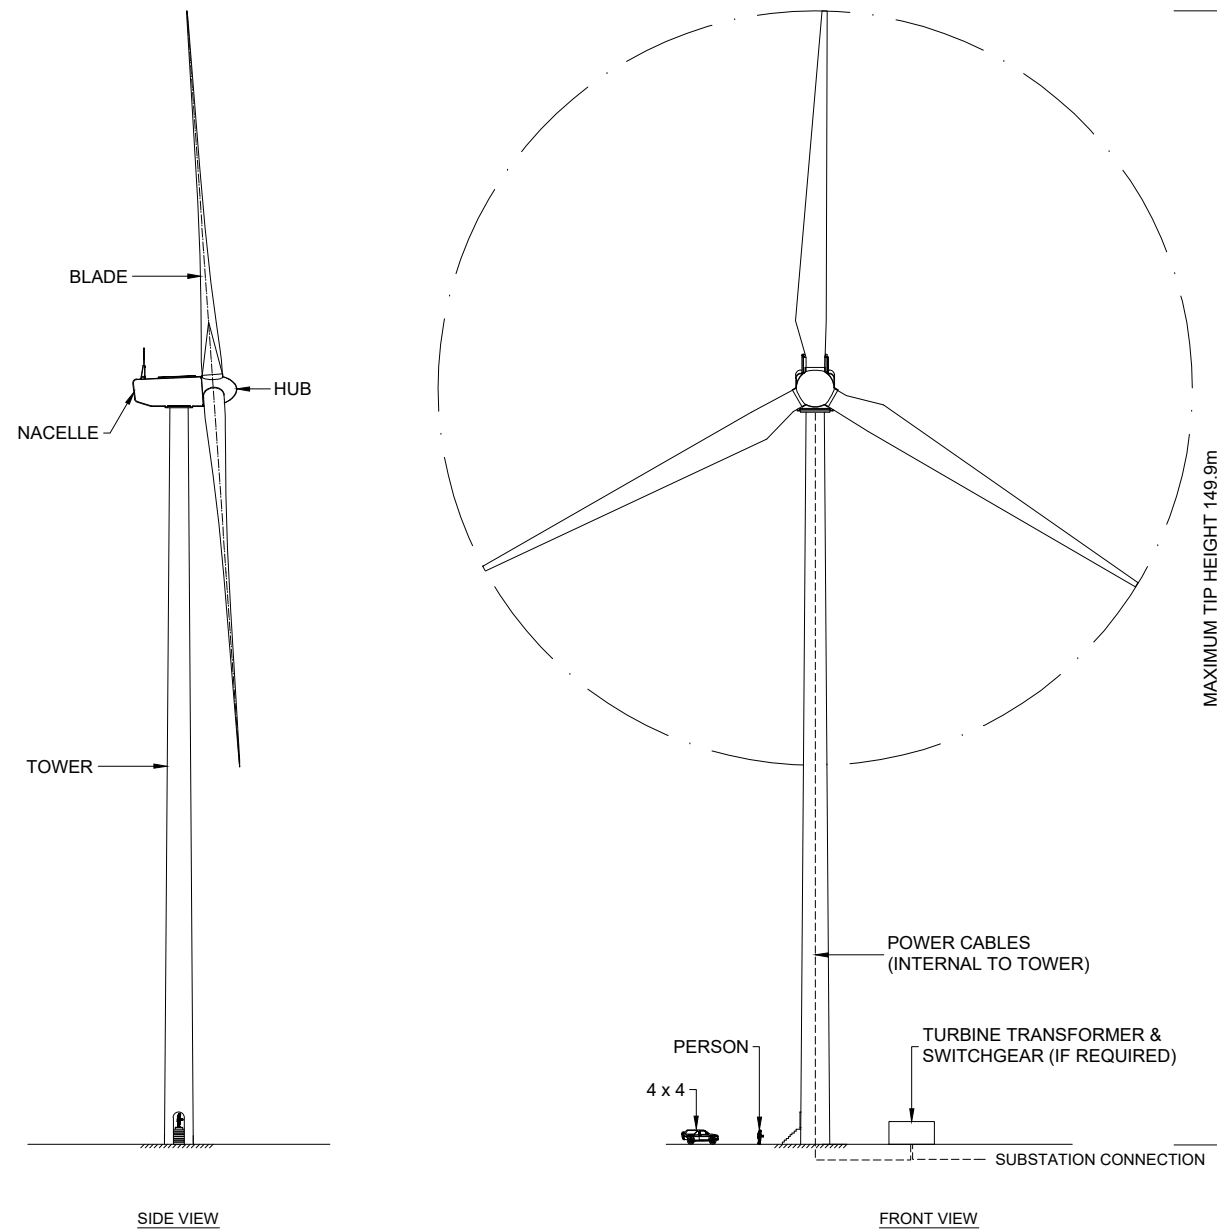 BLADE
HUB
NACELLE
MAXIMUM TIP HEIGHT 149.9m
TOWER
POWER CABLES
(INTERNAL TO TOWER)
TURBINE TRANSFORMER &
SWITCHGEAR (IF REQUIRED)
PERSON
4 x 4
SUBSTATION CONNECTION
SIDE VIEW
FRONT VIEW